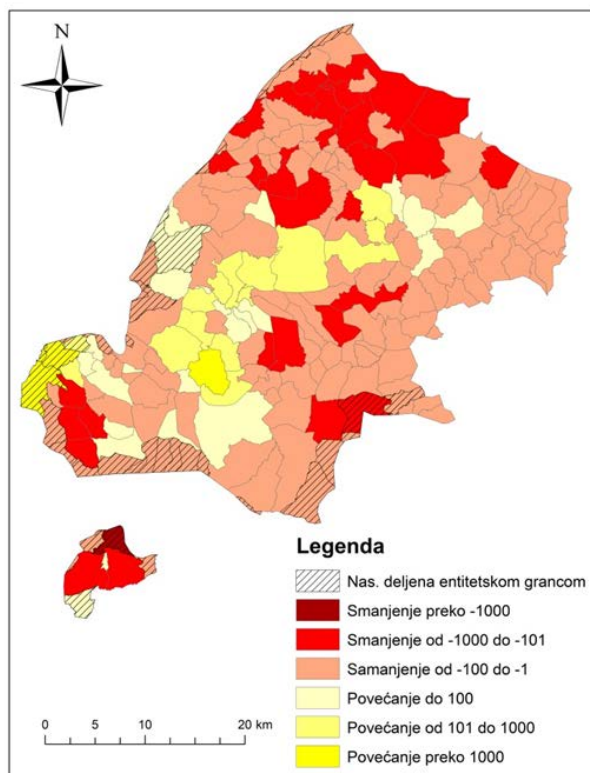 N
Legenda
Nas. deljena entitetskom grancom
Smanjenje preko -1000
Smanjenje od -1000 do -101
Samanjenje od -100 do -1
Povećanje do 100
Povećanje od 101 do 1000
Povećanje preko 1000
0 5 10 20 km